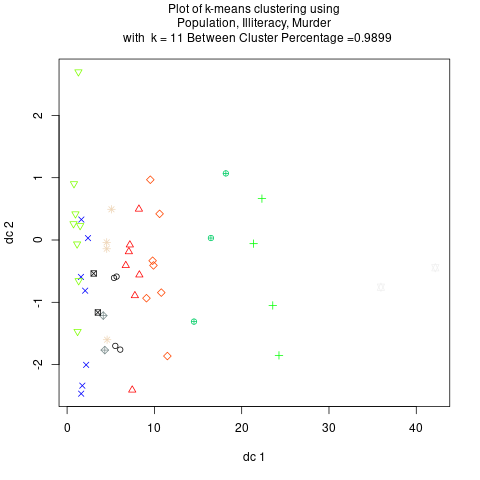 Plot of k-means clustering using
Population, Illiteracy, Murder
with  k = 11 Between Cluster Percentage =0.9899
2
1
0
-1
-2
dc 2
0 10 20 30 40
dc 1